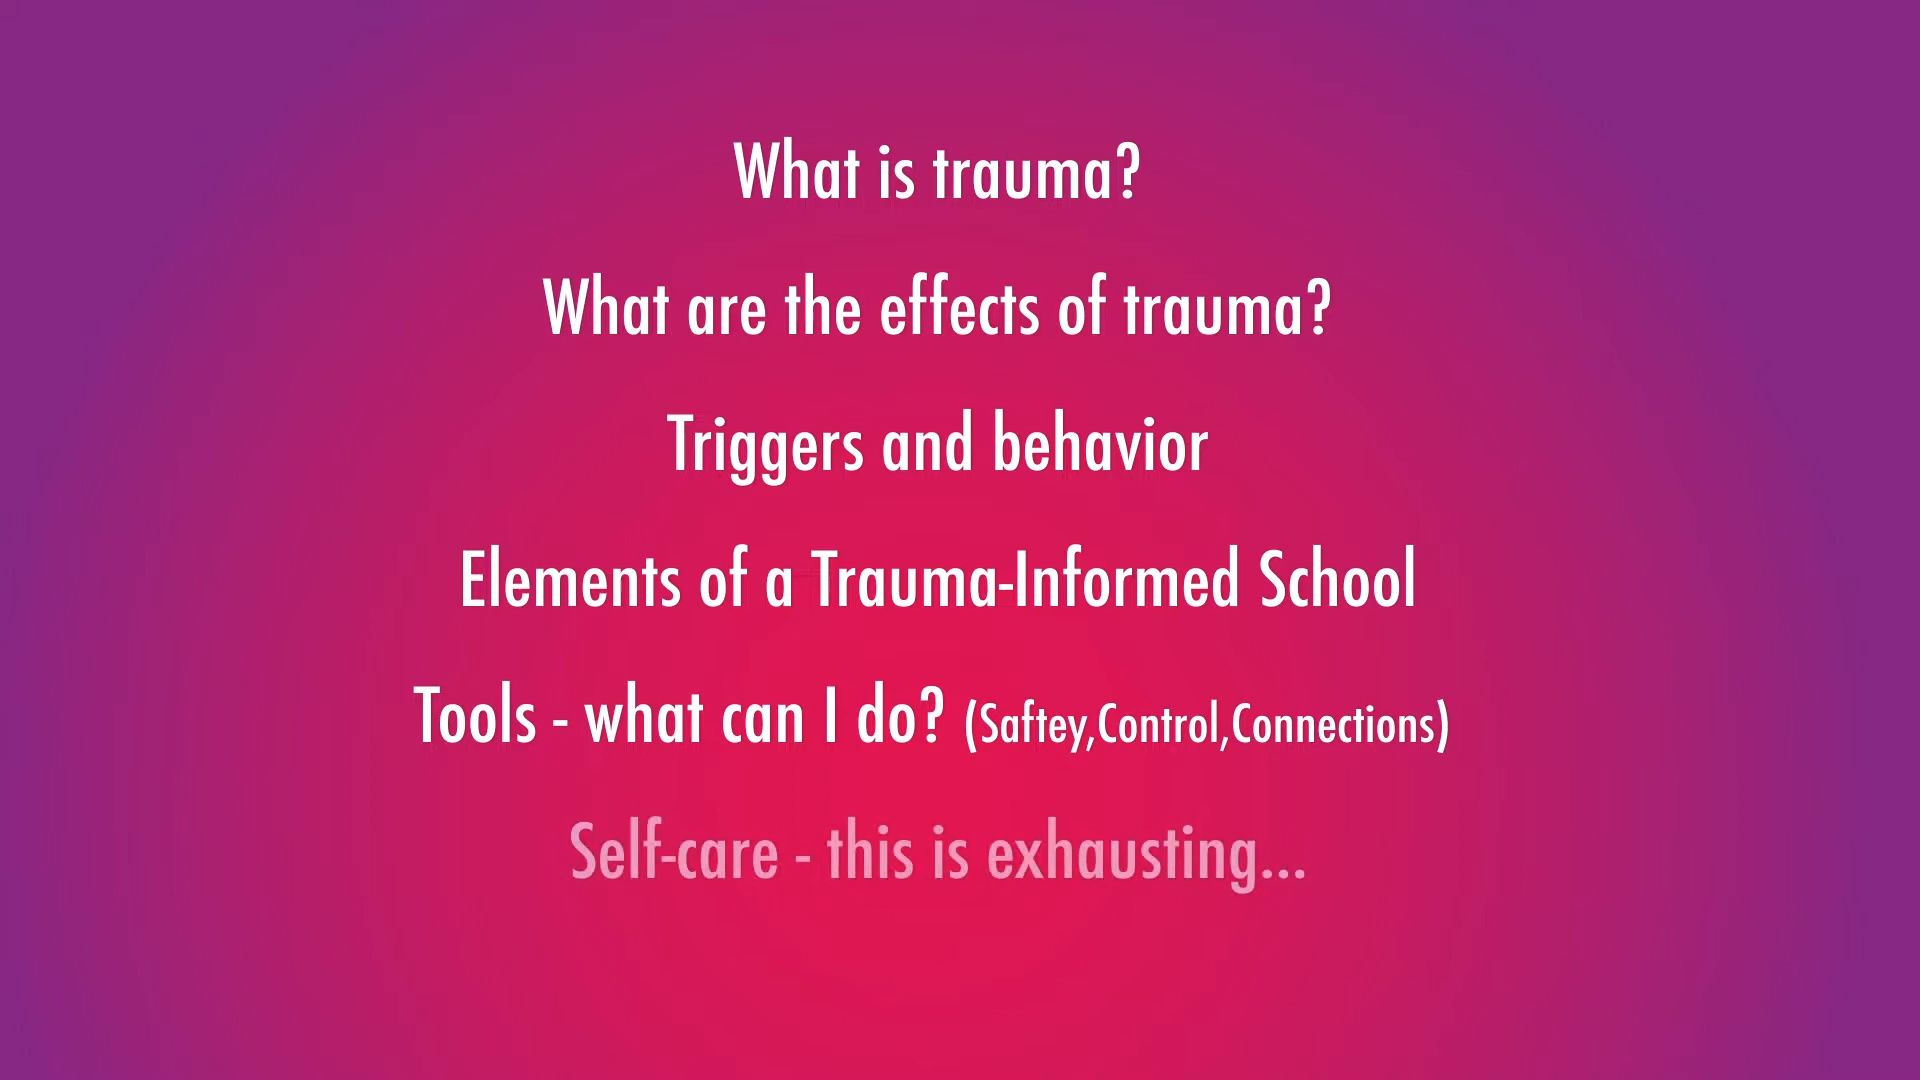 What is trauma?
What are the effects of trauma?
Triggers and behavior
Elements of a Trauma-Informed School
Tools - what can I do? (Saftey,Control,Connections)
Self-care - this is exhausting...